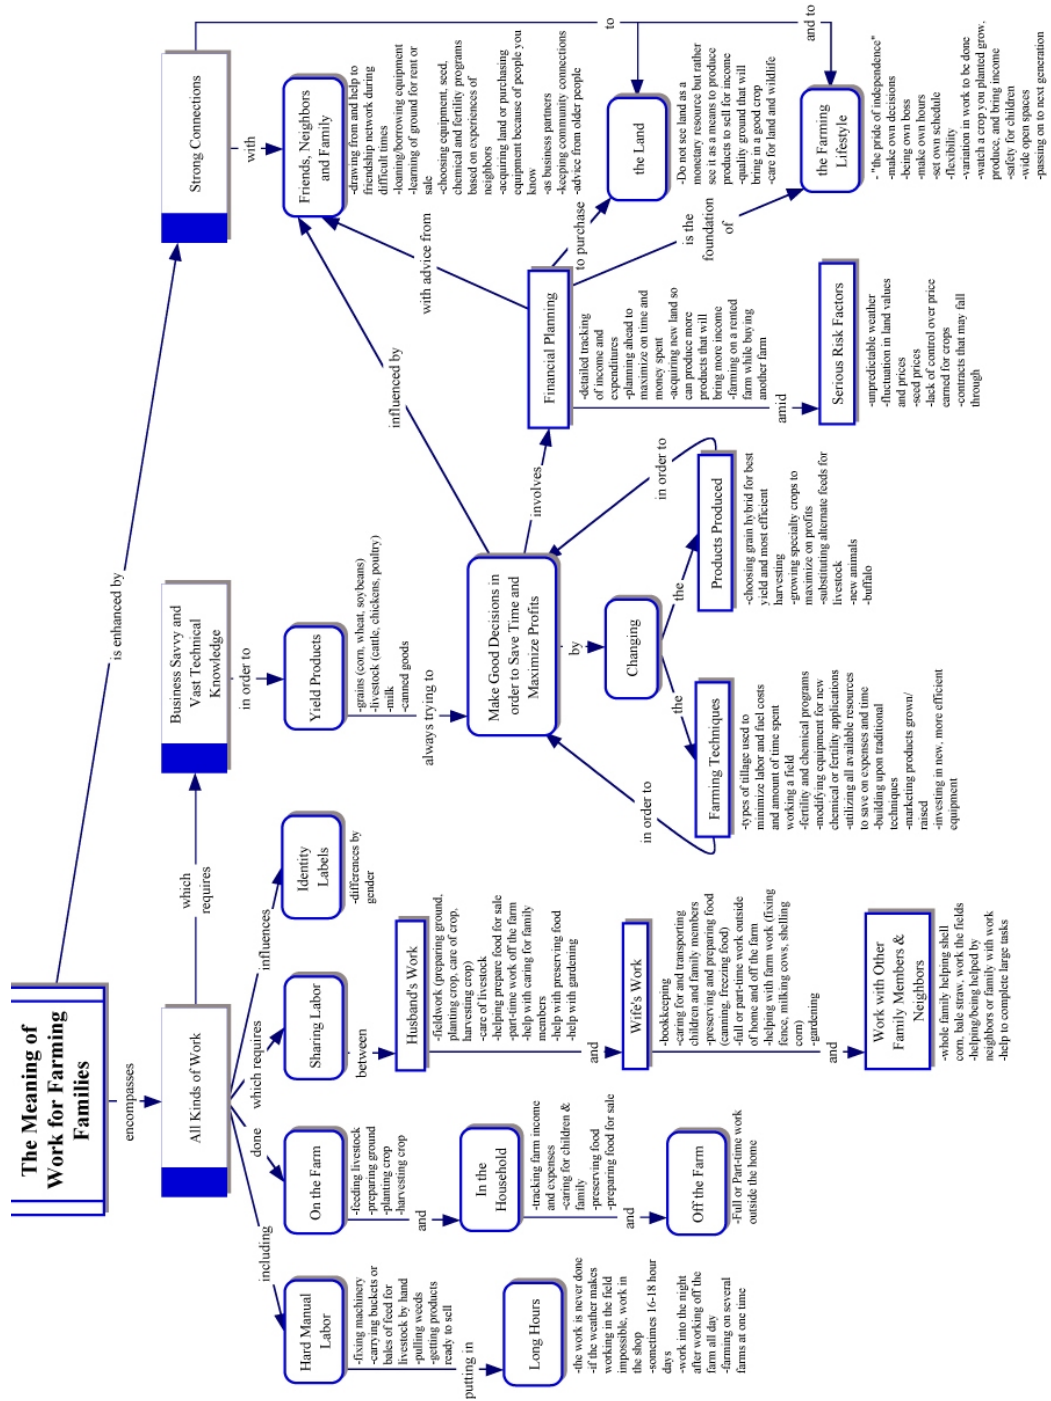 The Meaning of
Work for Farming
Families
encompasses
is enhanced by
All Kinds of Work
which
requires
Business Savvy and
Vast Technical
Knowledge
Strong Connections
including
done
which requires
influences
in order to
with
to
and to
Hard Manual
Labor
-fixing machinery
-carrying buckets or
bales of feed for
livestock by hand
-pulling weeds
-getting products
ready to sell
putting in
Long Hours
-the work is never done
-if the weather makes
working in the field
impossible, work in
the shop
-sometimes 16-18 hour
days
-work into the night
after working off the
farm all day
-farming on several
farms at one time
On the Farm
-feeding livestock
-preparing ground
-planting crop
-harvesting crop
and
In the
Household
-tracking farm income
and expenses
-caring for children &
family
-preserving food
-preparing food for sale
and
Off the Farm
-Full or Part-time work
outside the home
Sharing Labor
between
Husband's Work
-fieldwork (preparing ground,
planting crop, care of crop,
harvesting crop)
-care of livestock
-helping prepare food for sale
-part-time work off the farm
-help with caring for family
members
-help with preserving food
-help with gardening
and
Wife's Work
-bookkeeping
-caring for and transporting
children and family members
-preserving and preparing food
(canning, freezing food)
-full or part-time work outside
of home and off the farm
-helping with farm work (fixing
fence, milking cows, shelling
corn)
-gardening
and
Work with Other
Family Members &
Neighbors
-whole family helping shell
corn, bale straw, work the fields
-helping/being helped by
neighbors or family with work
-help to complete large tasks
Identity
Labels
-differences by
gender
Yield Products
-grains (corn, wheat, soybeans)
-livestock (cattle, chickens, poultry)
-milk
-canned goods
always trying to
Make Good Decisions in
order to Save Time and
Maximize Profits
influenced by
involves
by
Changing
the
the
in order to
in order to
Farming Techniques
-types of tillage used to
minimize labor and fuel costs
and amount of time spent
working a field
-fertility and chemical programs
-modifying equipment for new
chemical or fertility applications
-utilizing all available resources
to save on expenses and time
-building upon traditional
techniques
-marketing products grown/
raised
-investing in new, more efficient
equipment
Products Produced
-choosing grain hybrid for best
yield and most efficient
harvesting
-growing specialty crops to
maximize on profits
-substituting alternate feeds for
livestock
-new animals
-buffalo
Financial Planning
-detailed tracking
of income and
expenditures
-planning ahead to
maximize on time and
money spent
-acquiring new land so
can produce more
products that will
bring more income
-farming on a rented
farm while buying
another farm
with advice from
to purchase
is the
foundation
of
amid
Serious Risk Factors
-unpredictable weather
-fluctuation in land values
and prices
-seed prices
-lack of control over price
earned for crops
-contracts that may fall
through
Friends, Neighbors
and Family
-drawing from and help to
friendship network during
difficult times
-loaning/borrowing equipment
-learning of ground for rent or
sale
-choosing equipment, seed,
chemical and fertility programs
based on experiences of
neighbors
-acquiring land or purchasing
equipment because of people you
know
-as business partners
-keeping community connections
-advice from older people
the Land
-Do not see land as a
monetary resource but rather
see it as a means to produce
products to sell for income
-quality ground that will
bring in a good crop
-care for land and wildlife
the Farming
Lifestyle
- "the pride of independence"
-make own decisions
-being own boss
-make own hours
-set own schedule
-flexibility
-variation in work to be done
-watch a crop you planted grow,
produce, and bring income
-safety for children
-wide open spaces
-passing on to next generation